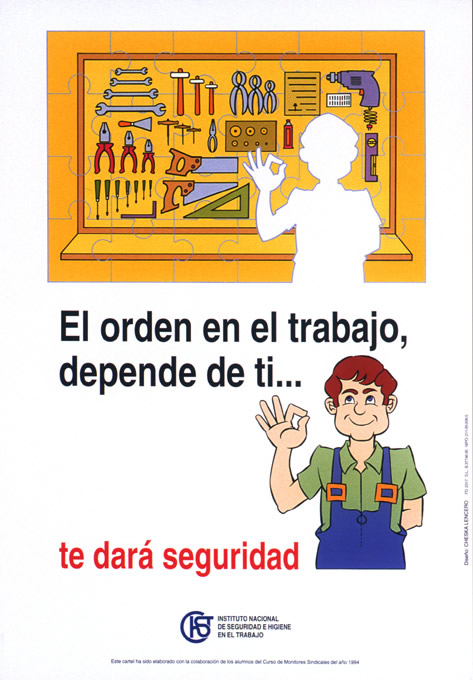 El orden en el trabajo,
depende de ti...
te dará seguridad
INSTITUTO NACIONAL
DE SEGURIDAD E HIGIENE
EN EL TRABAJO
Este cartel ha sido elaborado con la colaboración de los alumnos del Curso de Monitores Sindicales del año 1994
Diseño: CHESKA LENCERO